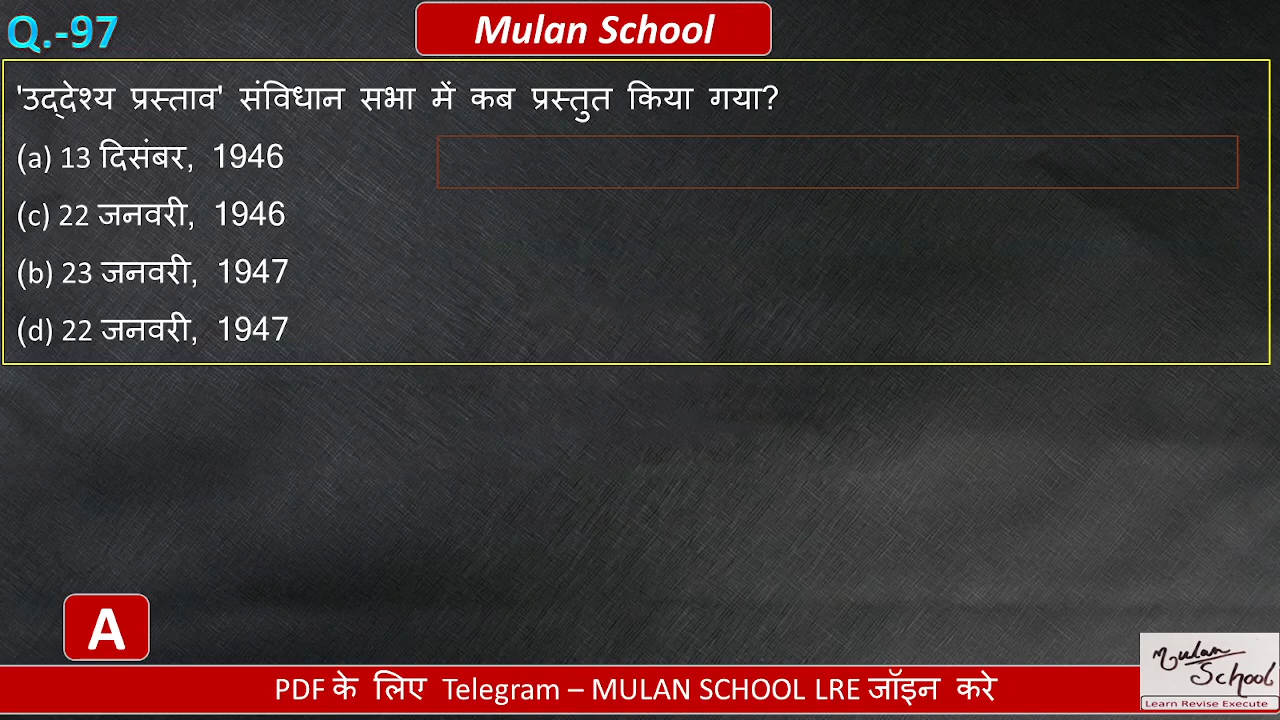 Q.-97
Mulan School
'उद्देश्य प्रस्ताव' संविधान सभा में कब प्रस्तुत किया गया?
(a) 13 दिसंबर, 1946
(c) 22 जनवरी, 1946
(b) 23 जनवरी, 1947
(d) 22 जनवरी, 1947
A
PDF के लिए Telegram – MULAN SCHOOL LRE जॉइन करे
Mulan
School
Learn Revise Execute